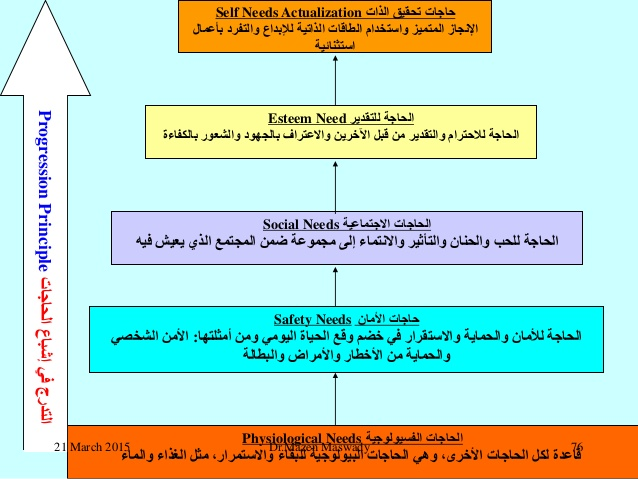 حاجات تحقيق الذات Self Needs Actualization
الإنجاز المتميز واستخدام الطاقات الذاتية للإبداع والتفرد بأعمال
استثنائية
الحاجة للتقدير Esteem Need
الحاجة للاحترام والتقدير من قبل الآخرين والاعتراف بالجهود والشعور بالكفاءة
الحاجات الاجتماعية Social Needs
الحاجة للحب والحنان والتأثير والانتماء إلى مجموعة ضمن المجتمع الذي يعيش فيه
حاجات الأمان Safety Needs
الحاجة للأمان والحماية والاستقرار في خضم وقع الحياة اليومي ومن أمثلتها: الأمن الشخصي
والحماية من الأخطار والأمراض والبطالة
الحاجات الفسيولوجية Physiological Needs
قاعدة لكل الحاجات الأخرى، وهي الحاجات البيولوجية للبقاء والاستمرار، مثل الغذاء والماء
التدرج في إشباع الحاجات Progression Principle
21 March 2015
Dr.Mazen Maswady
76